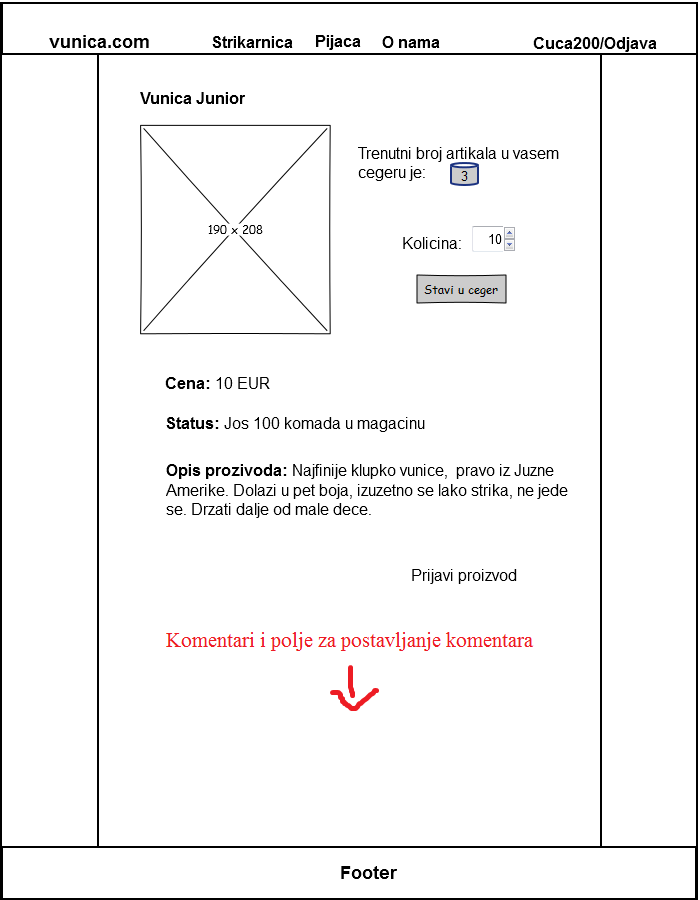 vunica.com Strikarnica Pijaca O nama Cuca200/Odjava
Vunica Junior
190 x 208
Trenutni broj artikala u vasem
cegeru je: 3
Kolicina: 10
Stavi u ceger
Cena: 10 EUR
Status: Jos 100 komada u magacinu
Opis prozivoda: Najfinije klupko vunice, pravo iz Juzne
Amerike. Dolazi u pet boja, izuzetno se lako strika, ne jede
se. Drzati dalje od male dece.
Prijavi proizvod
Komentari i polje za postavljanje komentara
Footer